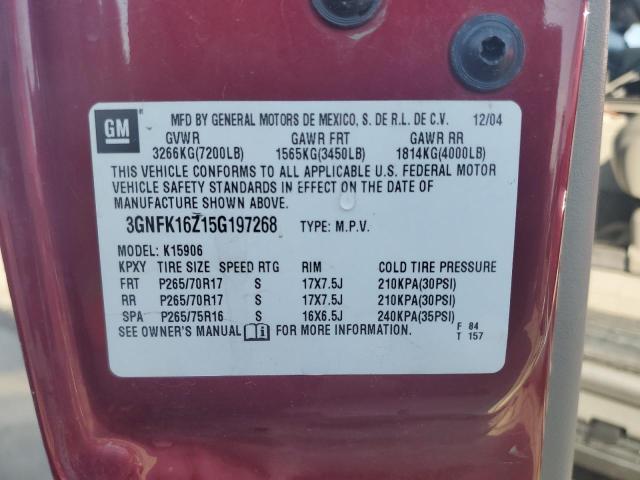 GM
MFD BY GENERAL MOTORS DE MEXICO, S. DE R.L. DE C.V. 12/04
GVWR GAWR FRT GAWR RR
3266KG(7200LB) 1565KG(3450LB) 1814KG(4000LB)
THIS VEHICLE CONFORMS TO ALL APPLICABLE U.S. FEDERAL MOTOR
VEHICLE SAFETY STANDARDS IN EFFECT ON THE DATE OF
MANUFACTURE SHOWN ABOVE.
3GNFK16Z15G197268 TYPE: M.P.V.
MODEL: K15906
KPXY TIRE SIZE SPEED RTG RIM COLD TIRE PRESSURE
FRT P265/70R17 S 17X7.5J 210KPA(30PSI)
RR P265/70R17 S 17X7.5J 210KPA(30PSI)
SPA P265/75R16 S 16X6.5J 240KPA(35PSI)
SEE OWNER'S MANUAL FOR MORE INFORMATION.
F 84
T 157